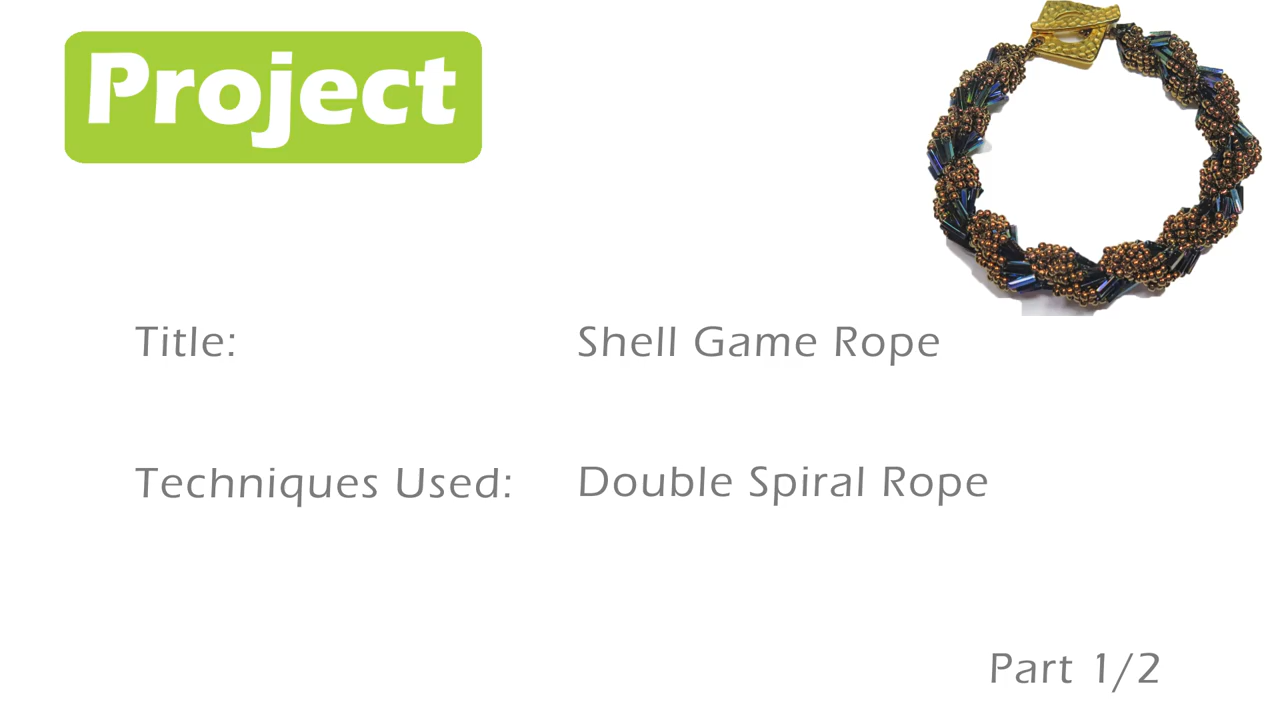 Project
Title: Shell Game Rope
Techniques Used: Double Spiral Rope
Part 1/2